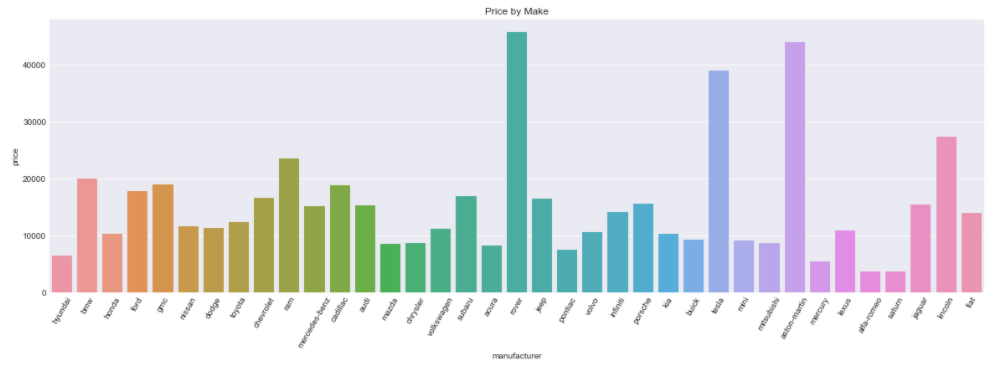 Price by Make
price
40000
30000
20000
10000
0
hyundai
bmw
honda
ford
gmc
nissan
dodge
toyota
chevrolet
ram
mercedes-benz
cadillac
audi
mazda
chrysler
volkswagen
subaru
acura
rover
jeep
pontiac
volvo
infiniti
porsche
kia
buick
tesla
mini
mitsubishi
aston-martin
mercury
lexus
alfa-romeo
saturn
jaguar
lincoln
fiat
manufacturer